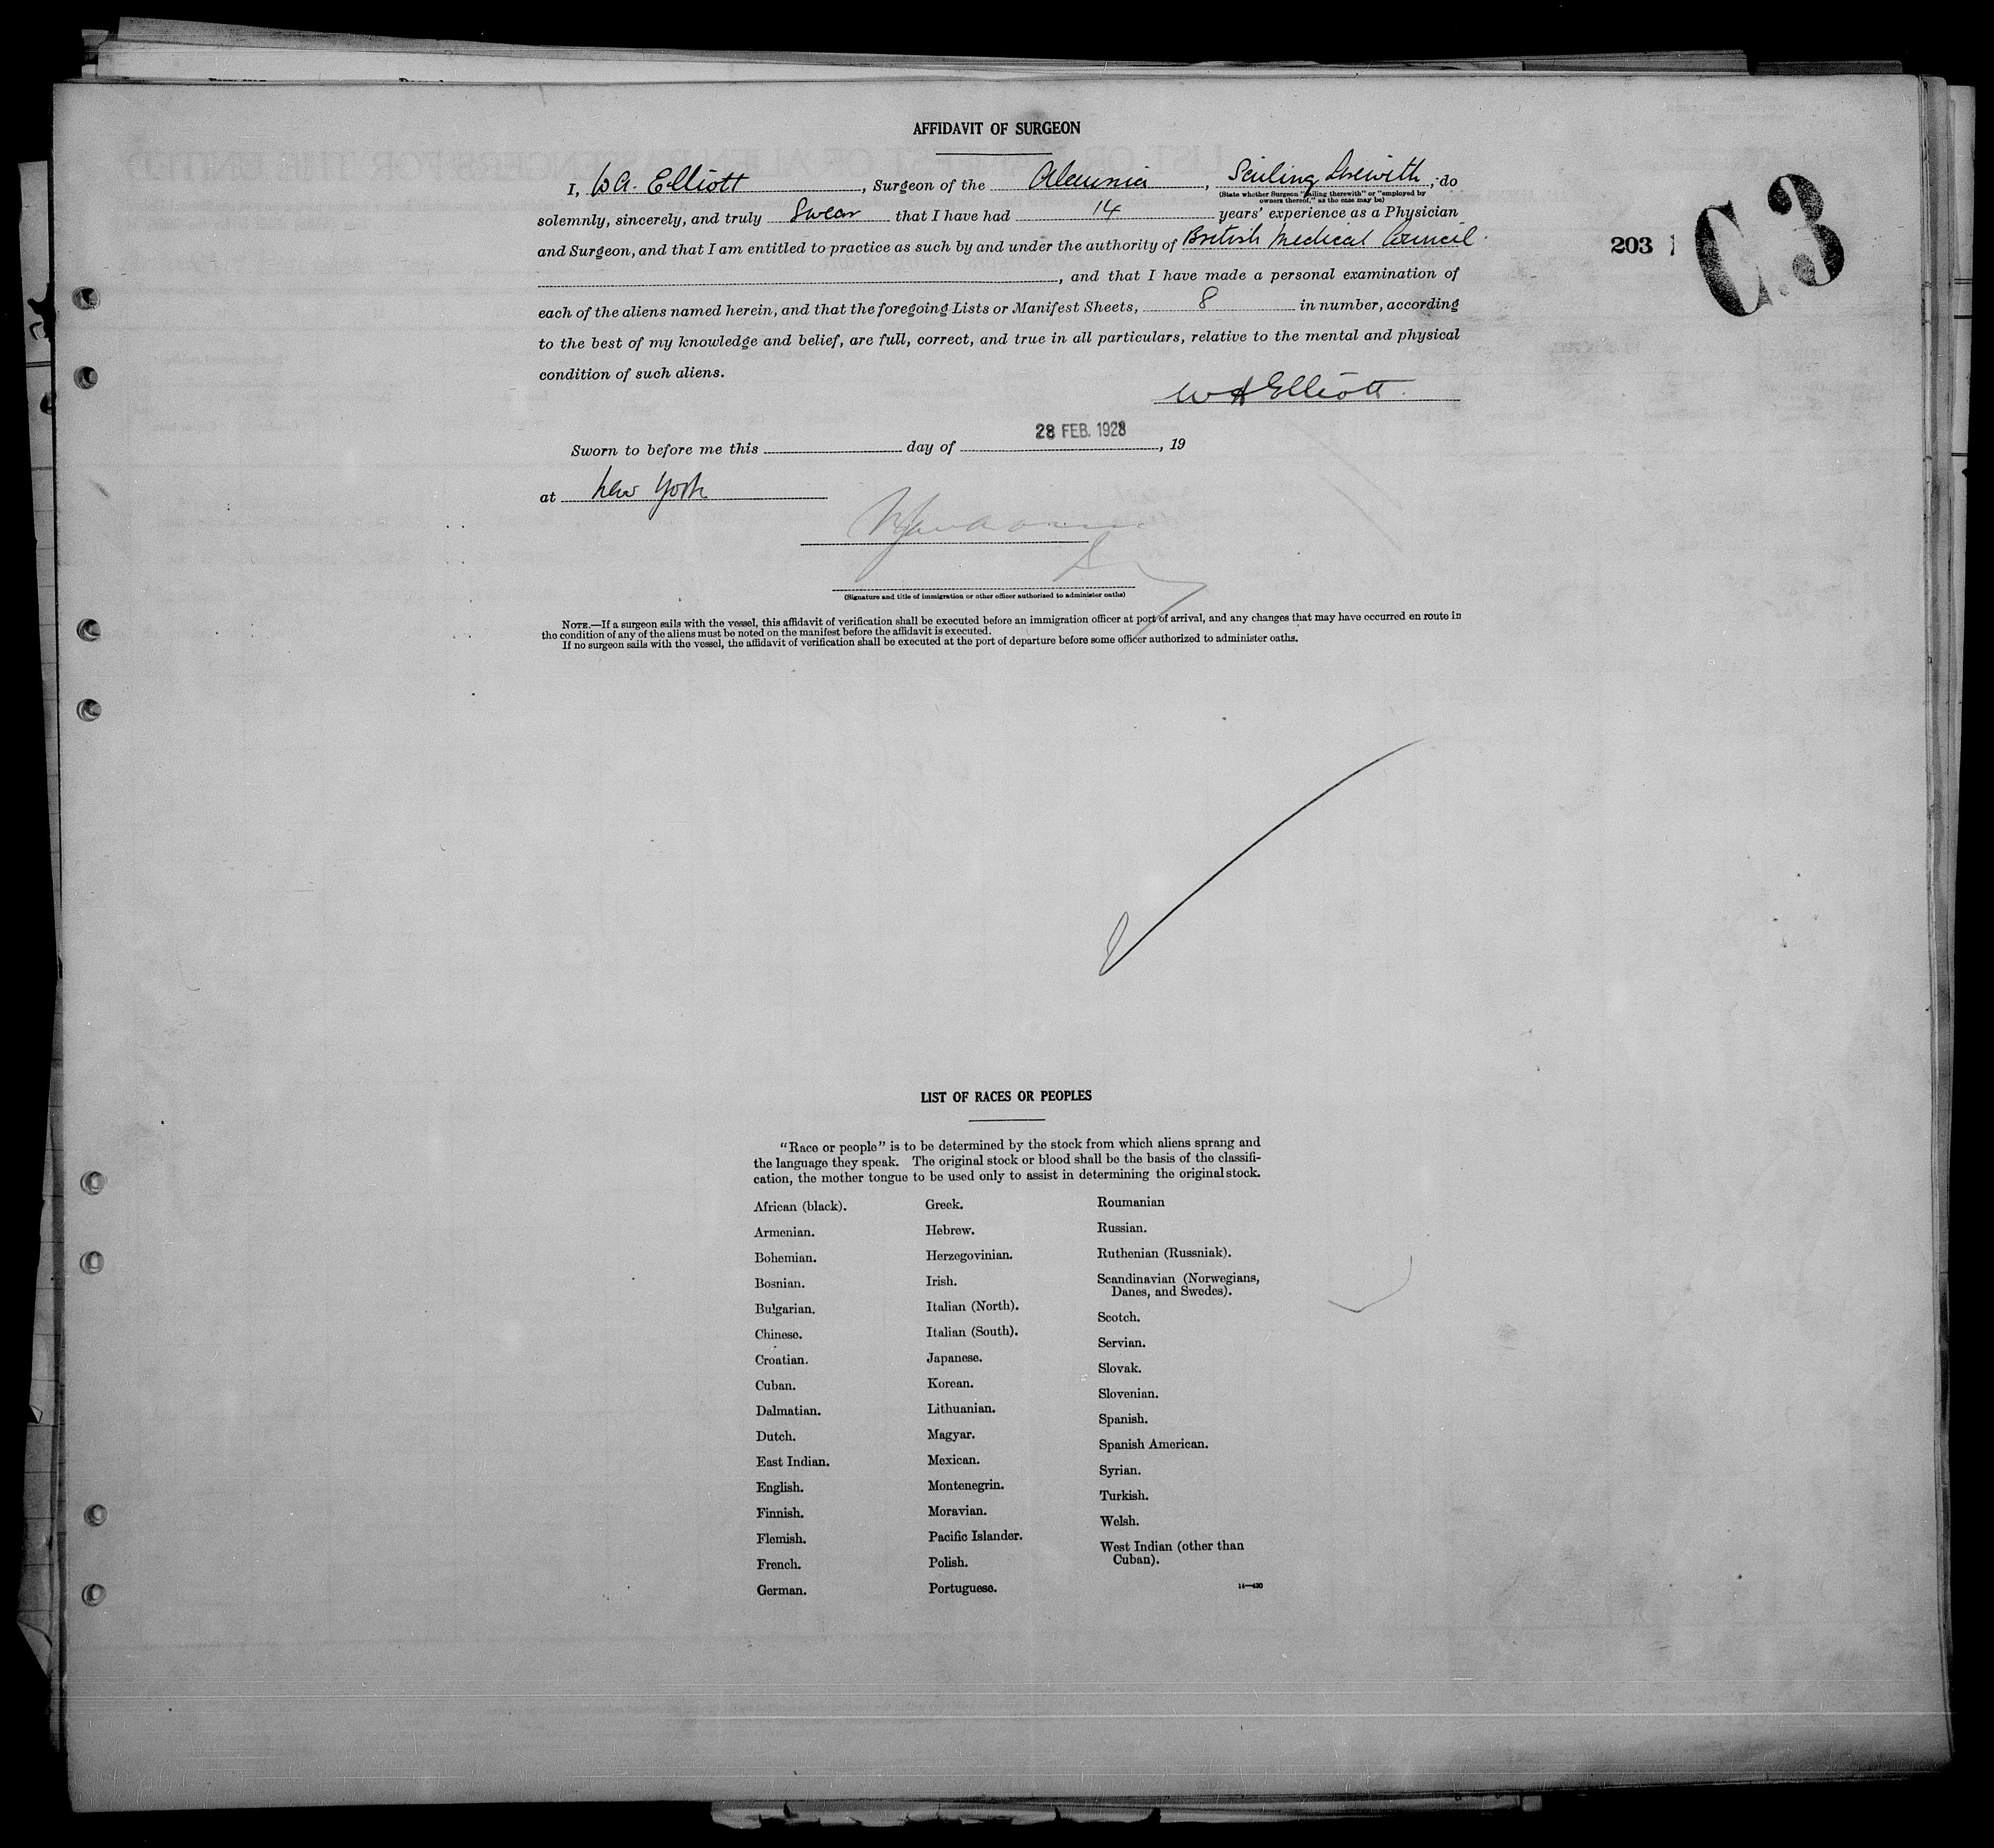 AFFIDAVIT OF SURGEON
I, W A. Elliott, Surgeon of the Alaunia, Sailing therewith, do
(State whether Surgeon "sailing therewith" or "employed by
owners thereof," as the case may be)
solemnly, sincerely, and truly Swear that I have had 14 years' experience as a Physician
and Surgeon, and that I am entitled to practice as such by and under the authority of British Medical Council.
, and that I have made a personal examination of
each of the aliens named herein, and that the foregoing Lists or Manifest Sheets, 8 in number, according
to the best of my knowledge and belief, are full, correct, and true in all particulars, relative to the mental and physical
condition of such aliens.
W A Elliott.
203
C.3
28 FEB. 1928
Sworn to before me this day of , 19
at New York
(Signature and title of immigration or other officer authorized to administer oaths)
NOTE.—If a surgeon sails with the vessel, this affidavit of verification shall be executed before an immigration officer at port of arrival, and any changes that may have occurred en route in
the condition of any of the aliens must be noted on the manifest before the affidavit is executed.
If no surgeon sails with the vessel, the affidavit of verification shall be executed at the port of departure before some officer authorized to administer oaths.
LIST OF RACES OR PEOPLES
"Race or people" is to be determined by the stock from which aliens sprang and
the language they speak. The original stock or blood shall be the basis of the classifi-
cation, the mother tongue to be used only to assist in determining the original stock.
African (black).
Armenian.
Bohemian.
Bosnian.
Bulgarian.
Chinese.
Croatian.
Cuban.
Dalmatian.
Dutch.
East Indian.
English.
Finnish.
Flemish.
French.
German.
Greek.
Hebrew.
Herzegovinian.
Irish.
Italian (North).
Italian (South).
Japanese.
Korean.
Lithuanian.
Magyar.
Mexican.
Montenegrin.
Moravian.
Pacific Islander.
Polish.
Portuguese.
Roumanian
Russian.
Ruthenian (Russniak).
Scandinavian (Norwegians,
Danes, and Swedes).
Scotch.
Servian.
Slovak.
Slovenian.
Spanish.
Spanish American.
Syrian.
Turkish.
Welsh.
West Indian (other than
Cuban).
14—430